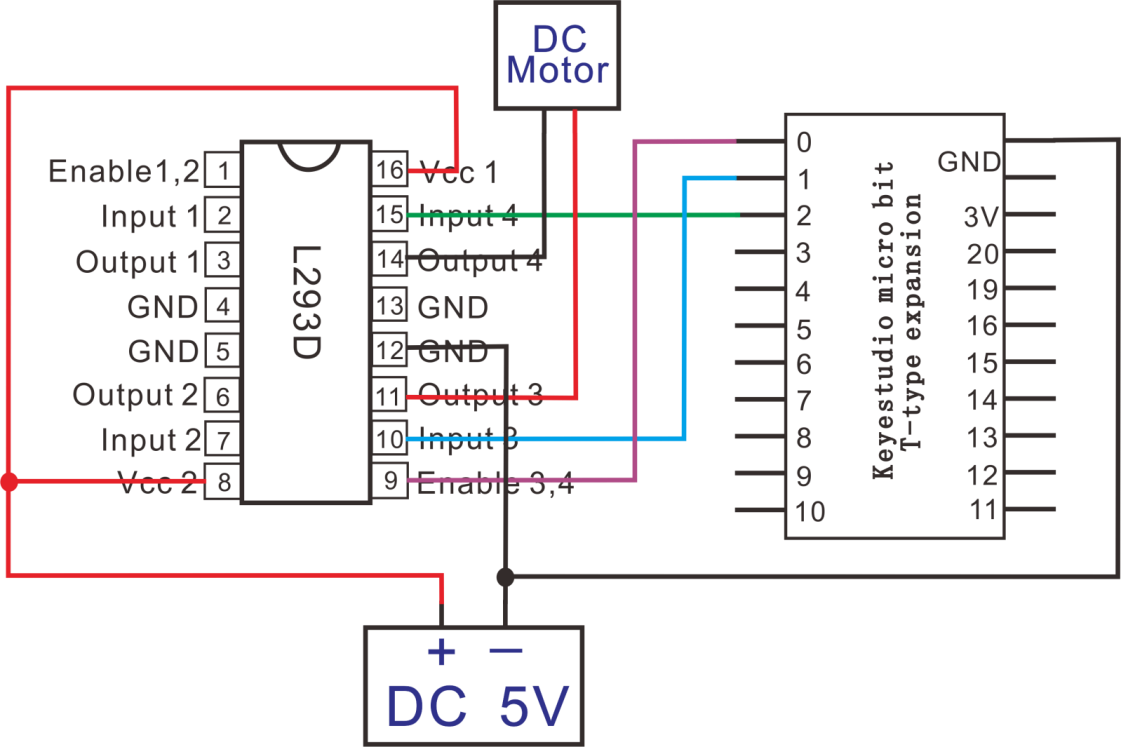 DC
Motor
Enable1,2
1
16
Vcc 1
Input 1
2
15
Input 4
Output 1
3
14
Output 4
GND
4
13
GND
GND
5
12
GND
Output 2
6
11
Output 3
Input 2
7
10
Input 3
Vcc 2
8
9
Enable 3,4
L293D
0
1
2
3
4
5
6
7
8
9
10
Keyestudio micro bit
T-type expansion
GND
3V
20
19
16
15
14
13
12
11
+ −
DC 5V